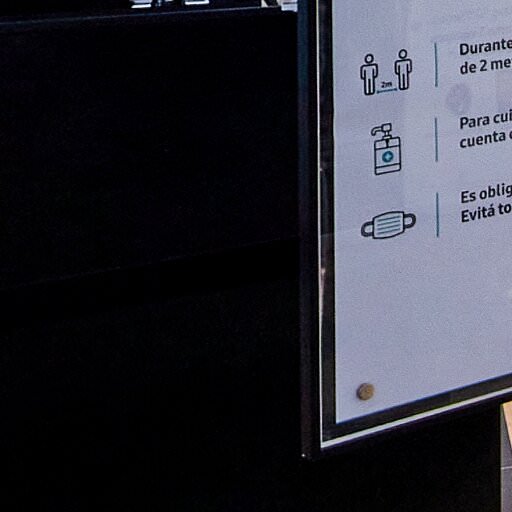 Durante
de 2 me
2m
Para cui
cuenta
Es oblig
Evitá to